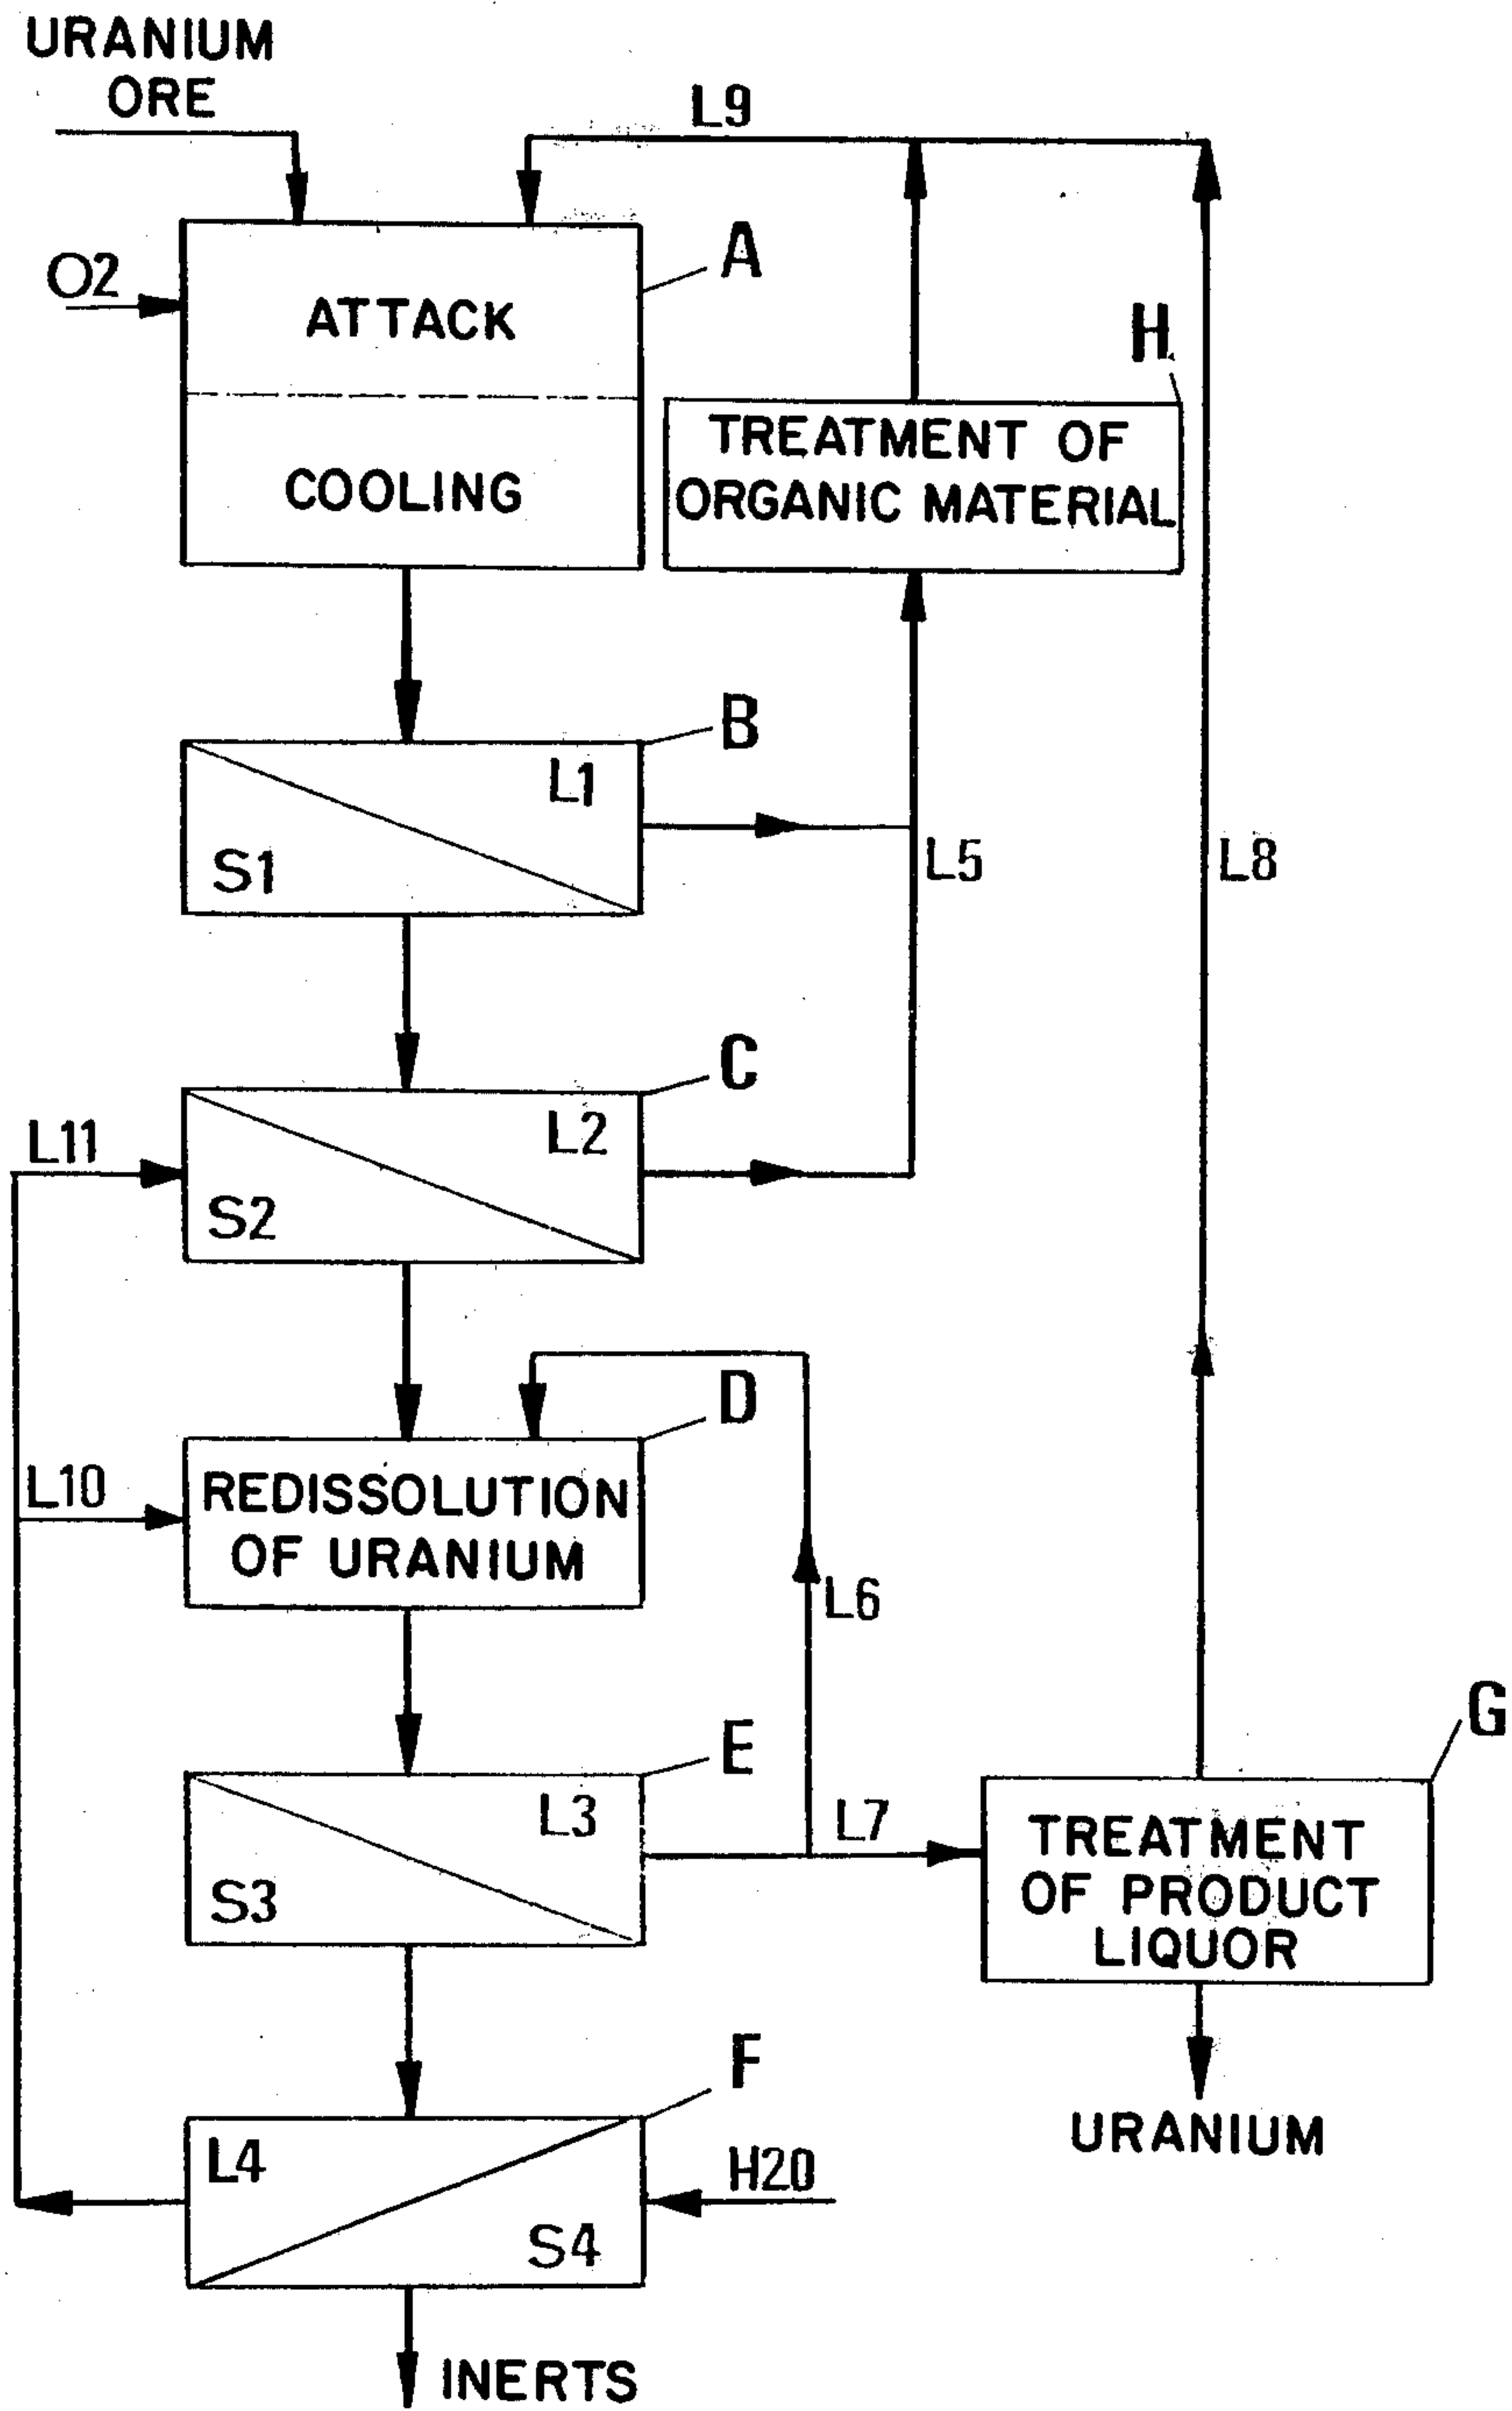 URANIUM
ORE
L9
O2
A
ATTACK
H
COOLING
TREATMENT OF
ORGANIC MATERIAL
B
L1
S1
L5
L8
C
L2
L11
S2
D
L10
REDISSOLUTION
OF URANIUM
L6
E
G
L3
L7
S3
TREATMENT
OF PRODUCT
LIQUOR
F
L4
H20
S4
URANIUM
INERTS